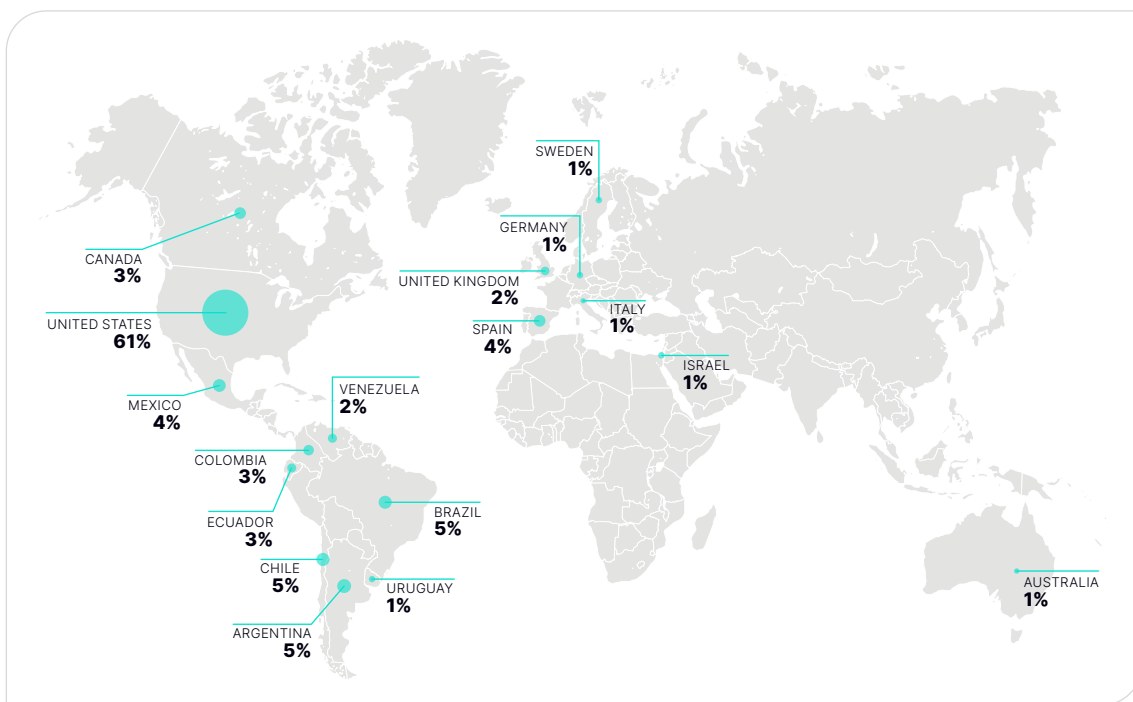 SWEDEN
1%
GERMANY
1%
CANADA
3%
UNITED KINGDOM
2%
ITALY
1%
UNITED STATES
61%
SPAIN
4%
ISRAEL
1%
VENEZUELA
2%
MEXICO
4%
COLOMBIA
3%
BRAZIL
5%
ECUADOR
3%
CHILE
5%
AUSTRALIA
1%
URUGUAY
1%
ARGENTINA
5%